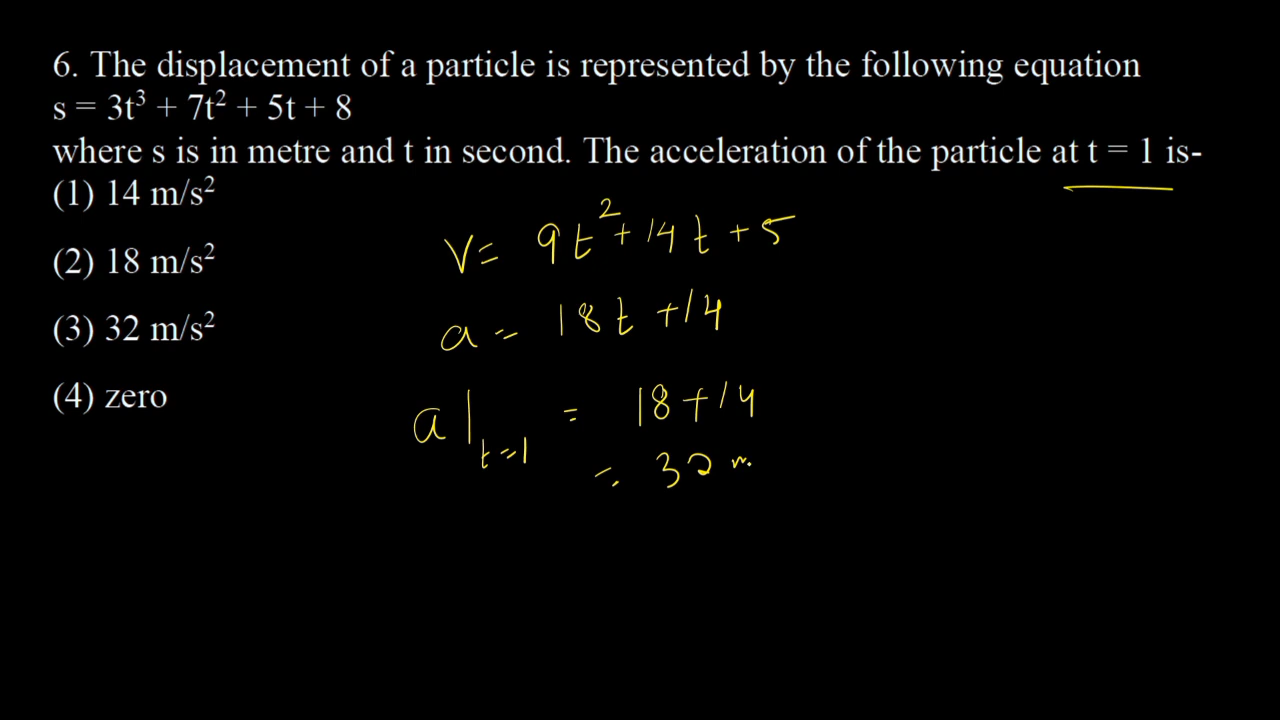 6. The displacement of a particle is represented by the following equation
s = 3t³ + 7t² + 5t + 8
where s is in metre and t in second. The acceleration of the particle at t = 1 is-
(1) 14 m/s²
(2) 18 m/s²
(3) 32 m/s²
(4) zero
v = 9t² + 14t + 5
a = 18t + 14
a|t=1 = 18 + 14
= 32 m